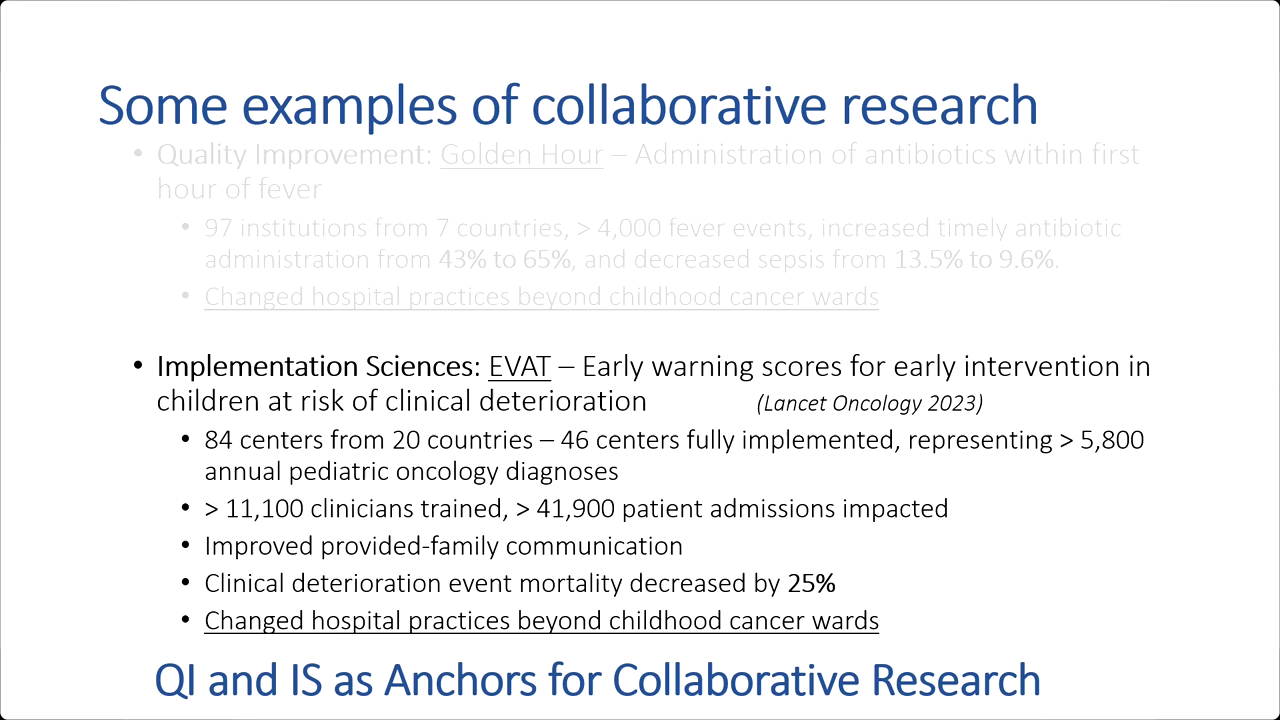 Some examples of collaborative research
• Quality Improvement: Golden Hour – Administration of antibiotics within first
hour of fever
• 97 institutions from 7 countries, > 4,000 fever events, increased timely antibiotic
administration from 43% to 65%, and decreased sepsis from 13.5% to 9.6%.
• Changed hospital practices beyond childhood cancer wards
• Implementation Sciences: EVAT – Early warning scores for early intervention in
children at risk of clinical deterioration (Lancet Oncology 2023)
• 84 centers from 20 countries – 46 centers fully implemented, representing > 5,800
annual pediatric oncology diagnoses
• > 11,100 clinicians trained, > 41,900 patient admissions impacted
• Improved provided-family communication
• Clinical deterioration event mortality decreased by 25%
• Changed hospital practices beyond childhood cancer wards
QI and IS as Anchors for Collaborative Research